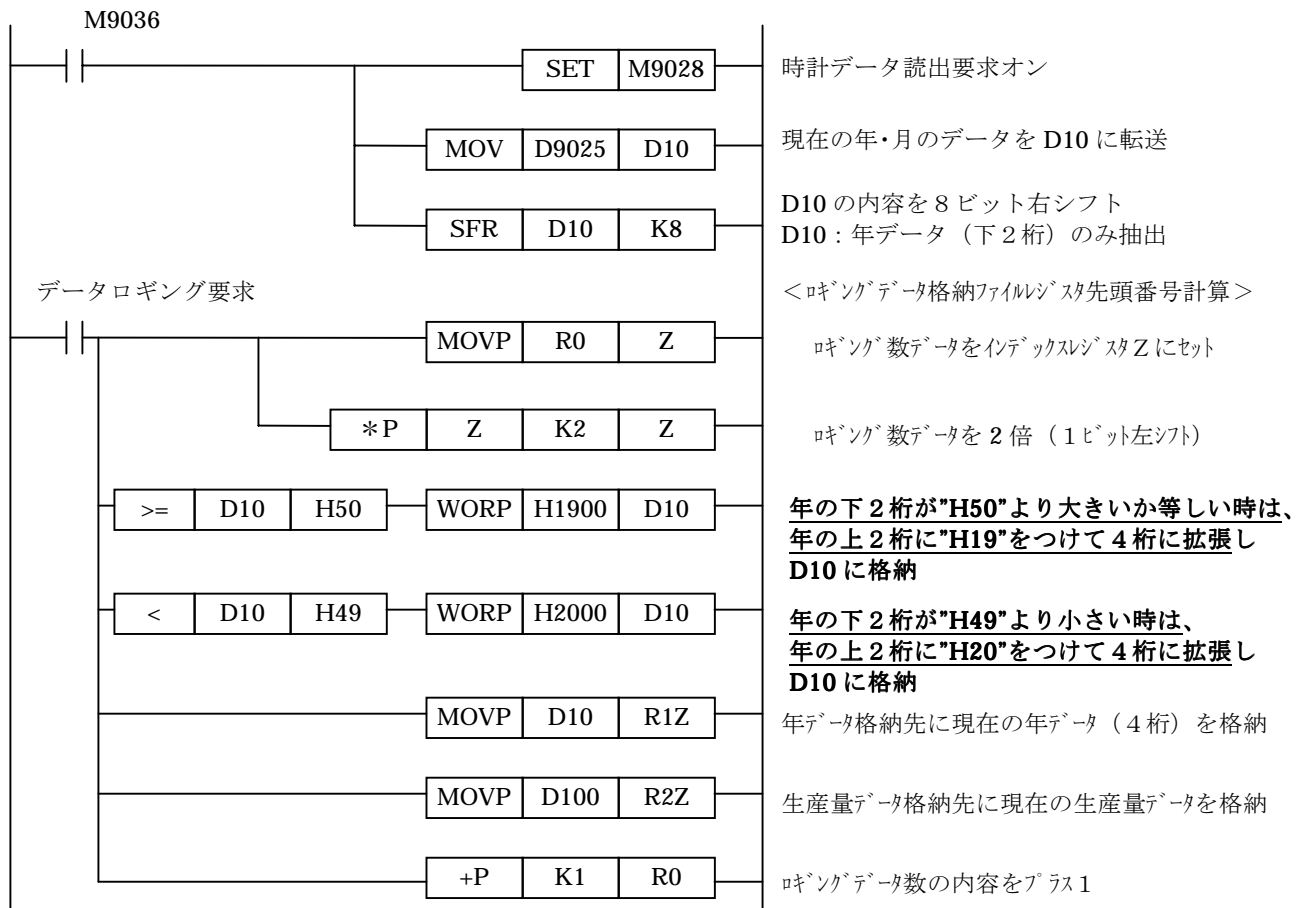 M9036
SET M9028 時計データ読出要求オン
MOV D9025 D10 現在の年・月のデータを D10 に転送
D10 の内容を８ビット右シフト
SFR D10 K8 D10：年データ（下２桁）のみ抽出
データロギング要求 ＜ﾛｷﾞﾝｸﾞﾃﾞｰﾀ格納ﾌｧｲﾙﾚｼﾞｽﾀ先頭番号計算＞
MOVP R0 Z ﾛｷﾞﾝｸﾞ数ﾃﾞｰﾀをｲﾝﾃﾞｯｸｽﾚｼﾞｽﾀＺにｾｯﾄ
＊P Z K2 Z ﾛｷﾞﾝｸﾞ数ﾃﾞｰﾀを 2 倍（１ﾋﾞｯﾄ左ｼﾌﾄ）
>= D10 H50 WORP H1900 D10 年の下２桁が”H50”より大きいか等しい時は、
年の上２桁に”H19”をつけて４桁に拡張し
D10 に格納
< D10 H49 WORP H2000 D10 年の下２桁が”H49”より小さい時は、
年の上２桁に”H20”をつけて４桁に拡張し
D10 に格納
MOVP D10 R1Z 年ﾃﾞｰﾀ格納先に現在の年ﾃﾞｰﾀ（４桁）を格納
MOVP D100 R2Z 生産量ﾃﾞｰﾀ格納先に現在の生産量ﾃﾞｰﾀを格納
+P K1 R0 ﾛｷﾞﾝｸﾞﾃﾞｰﾀ数の内容をﾌﾟﾗｽ１